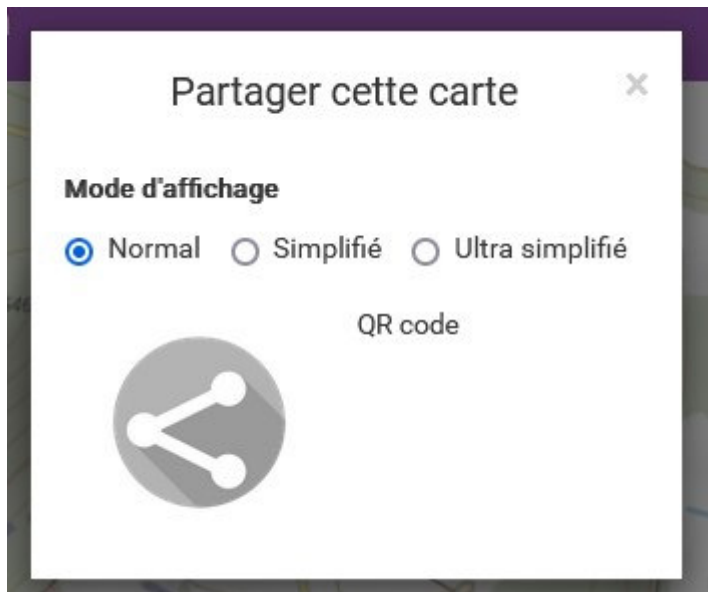 Partager cette carte
Mode d'affichage
Normal Simplifié Ultra simplifié
QR code